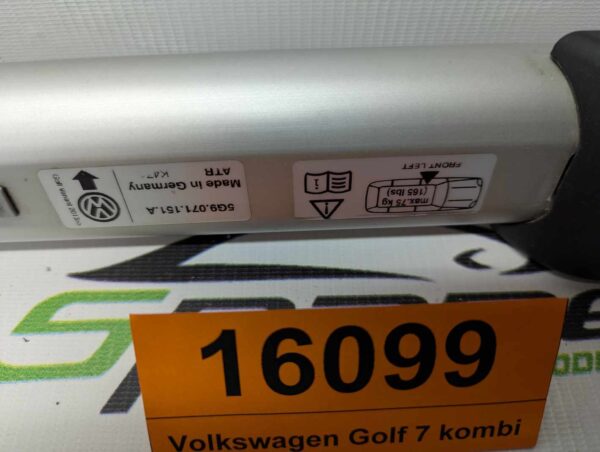 5G9.071.151.A
Made in Germany
ATR
FRONT LEFT
max.75 kg
(165 lbs)
16099
Volkswagen Golf 7 kombi